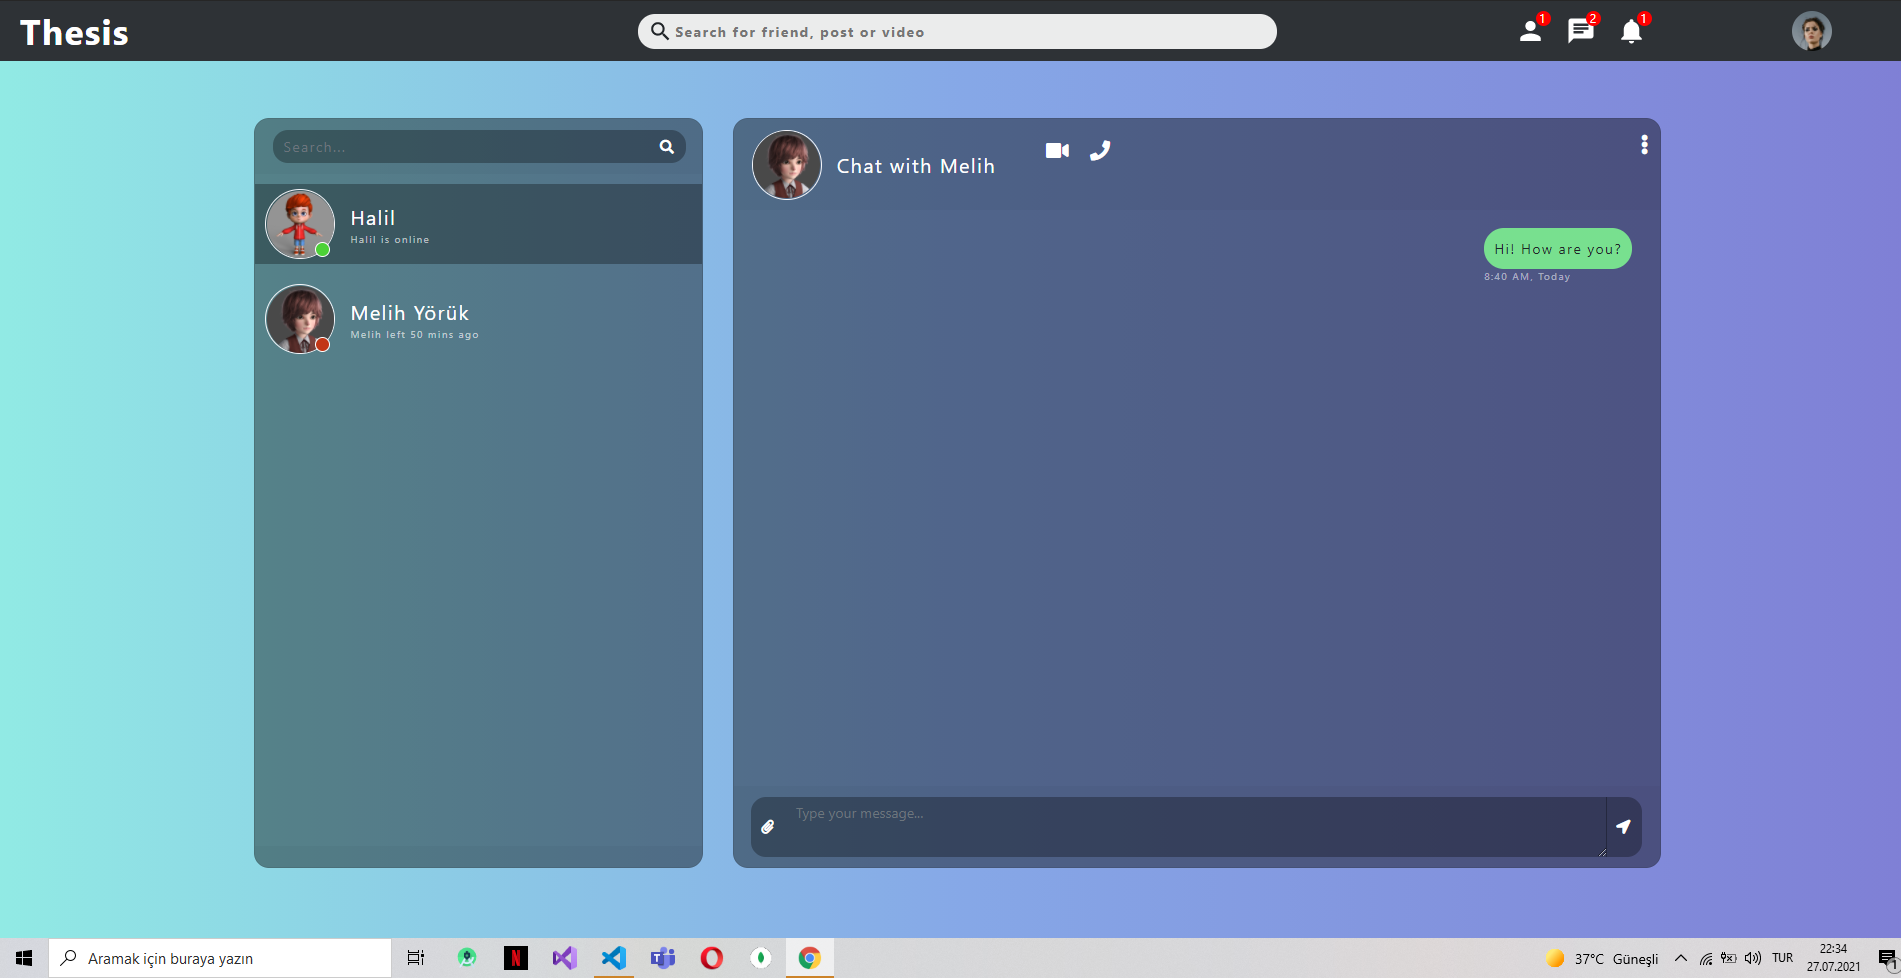 Thesis
Search for friend, post or video
1
2
1
Search...
Halil
Halil is online
Melih Yörük
Melih left 50 mins ago
Chat with Melih
Hi! How are you?
8:40 AM, Today
Type your message...
Aramak için buraya yazın
N
37°C Güneşli
TUR
22:34
27.07.2021
1